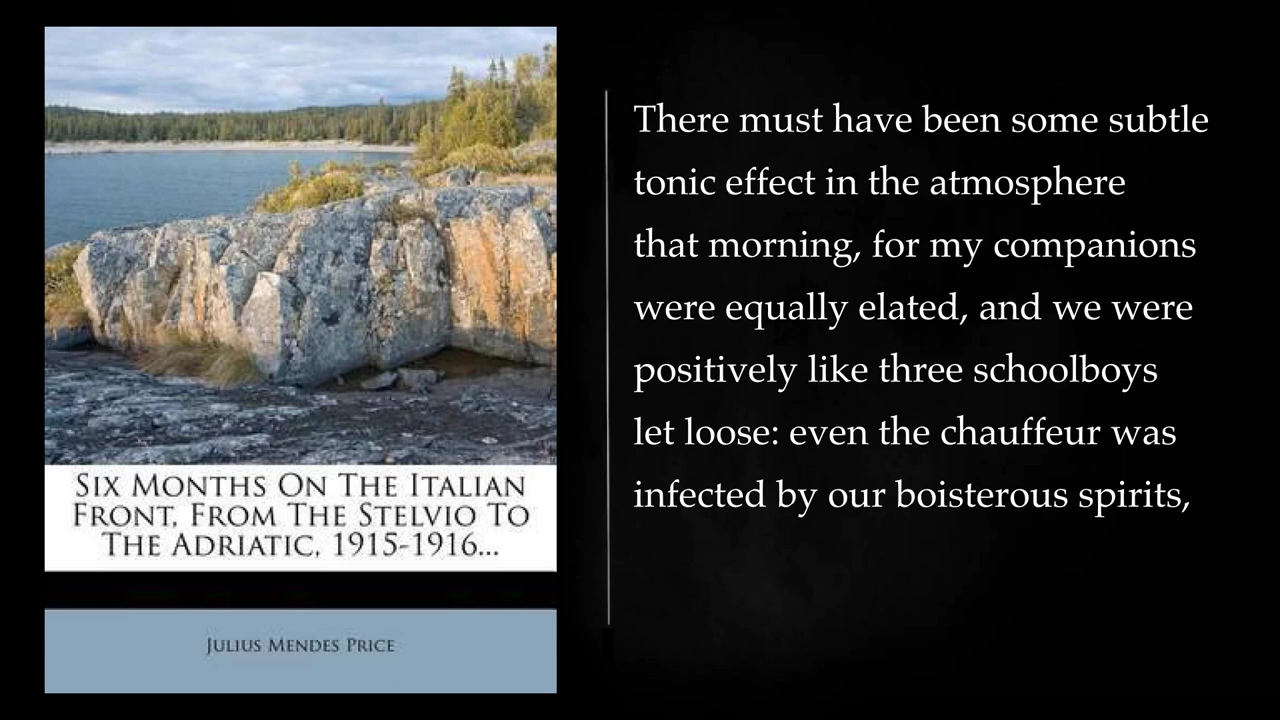 Six Months On The Italian
Front, From The Stelvio To
The Adriatic, 1915-1916...
Julius Mendes Price
There must have been some subtle
tonic effect in the atmosphere
that morning, for my companions
were equally elated, and we were
positively like three schoolboys
let loose: even the chauffeur was
infected by our boisterous spirits,